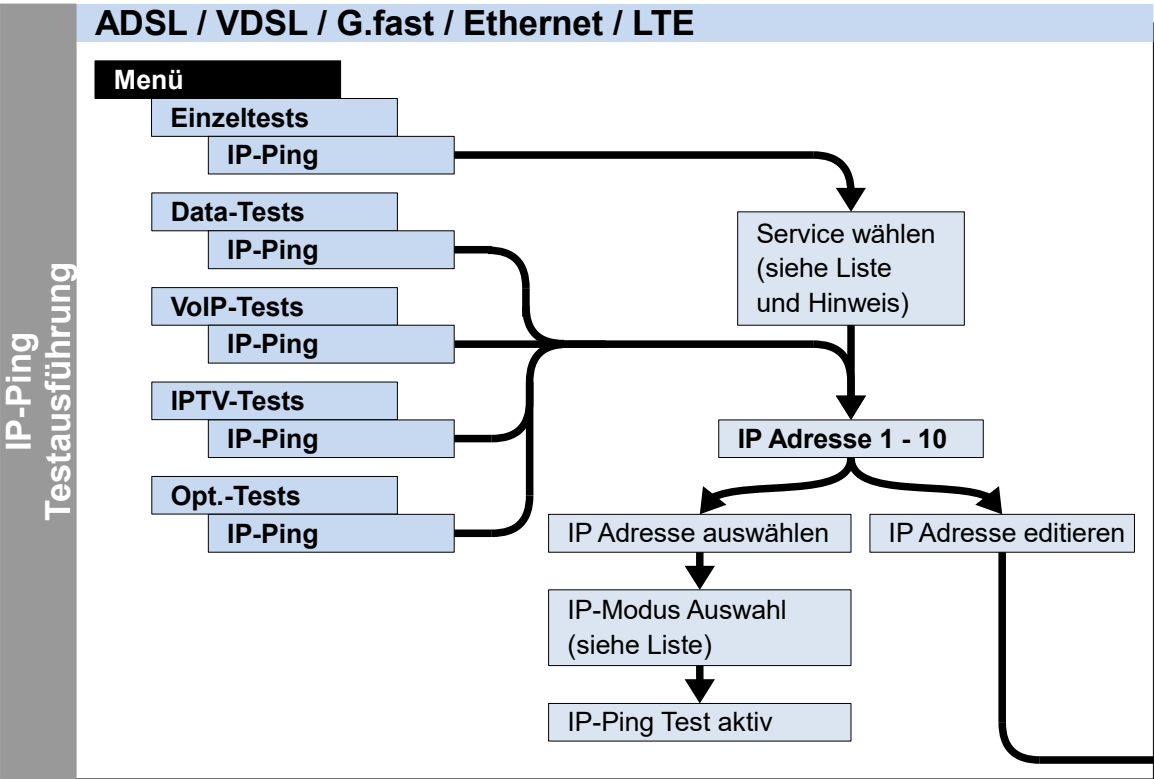 ADSL / VDSL / G.fast / Ethernet / LTE
IP-Ping
Testausführung
Menü
Einzeltests
IP-Ping
Data-Tests
IP-Ping
VoIP-Tests
IP-Ping
IPTV-Tests
IP-Ping
Opt.-Tests
IP-Ping
Service wählen
(siehe Liste
und Hinweis)
IP Adresse 1 - 10
IP Adresse auswählen
IP Adresse editieren
IP-Modus Auswahl
(siehe Liste)
IP-Ping Test aktiv